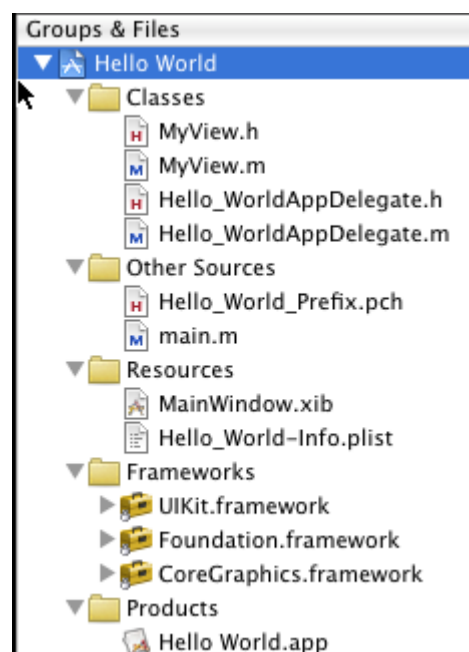 Groups & Files
Hello World
Classes
MyView.h
MyView.m
Hello_WorldAppDelegate.h
Hello_WorldAppDelegate.m
Other Sources
Hello_World_Prefix.pch
main.m
Resources
MainWindow.xib
Hello_World-Info.plist
Frameworks
UIKit.framework
Foundation.framework
CoreGraphics.framework
Products
Hello World.app